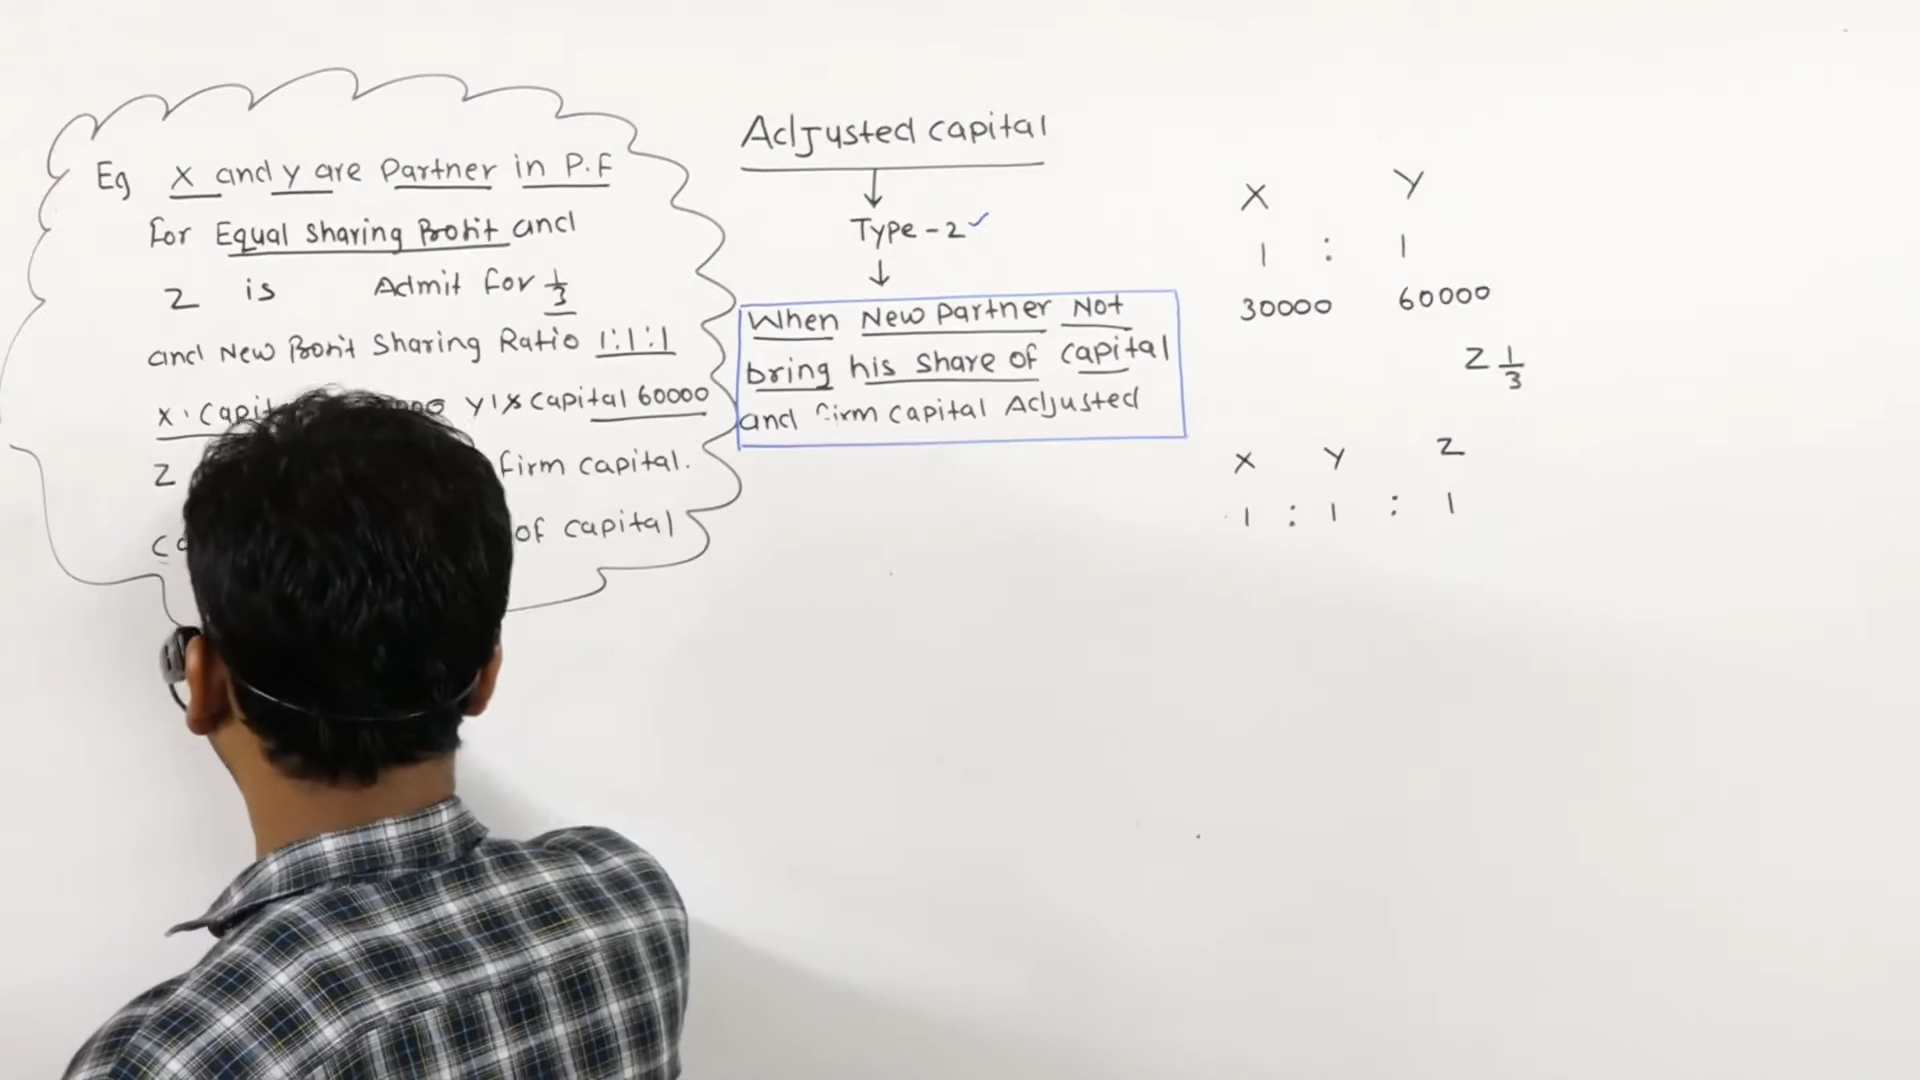 Eg X and y are Partner in P.F
for Equal sharing Profit and
Z is Admit for 1/3
and New Profit Sharing Ratio 1:1:1
X's Capital y's capital 60000
Z firm capital.
of capital
Adjusted capital
Type-2 ✓
When New partner Not
bring his share of capital
and firm capital Adjusted
X Y
1 : 1
30000 60000
Z 1/3
X Y Z
1 : 1 : 1